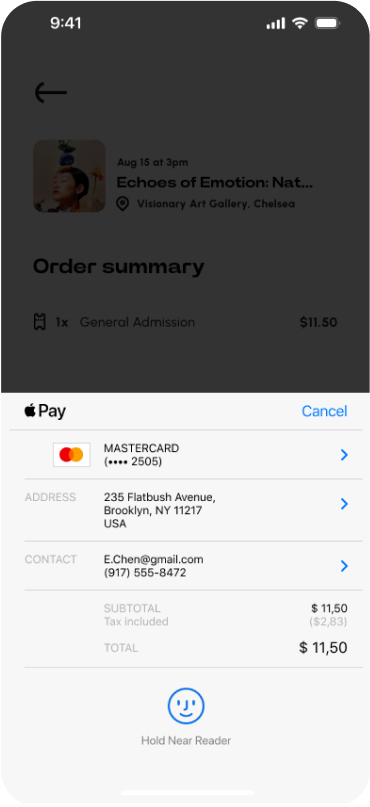 9:41
Aug 15 at 3pm
Echoes of Emotion: Nat...
Visionary Art Gallery, Chelsea
Order summary
1x General Admission $11.50
Pay Cancel
MASTERCARD
(•••• 2505)
ADDRESS 235 Flatbush Avenue,
Brooklyn, NY 11217
USA
CONTACT E.Chen@gmail.com
(917) 555-8472
SUBTOTAL $ 11,50
Tax included ($2,83)
TOTAL $ 11,50
Hold Near Reader